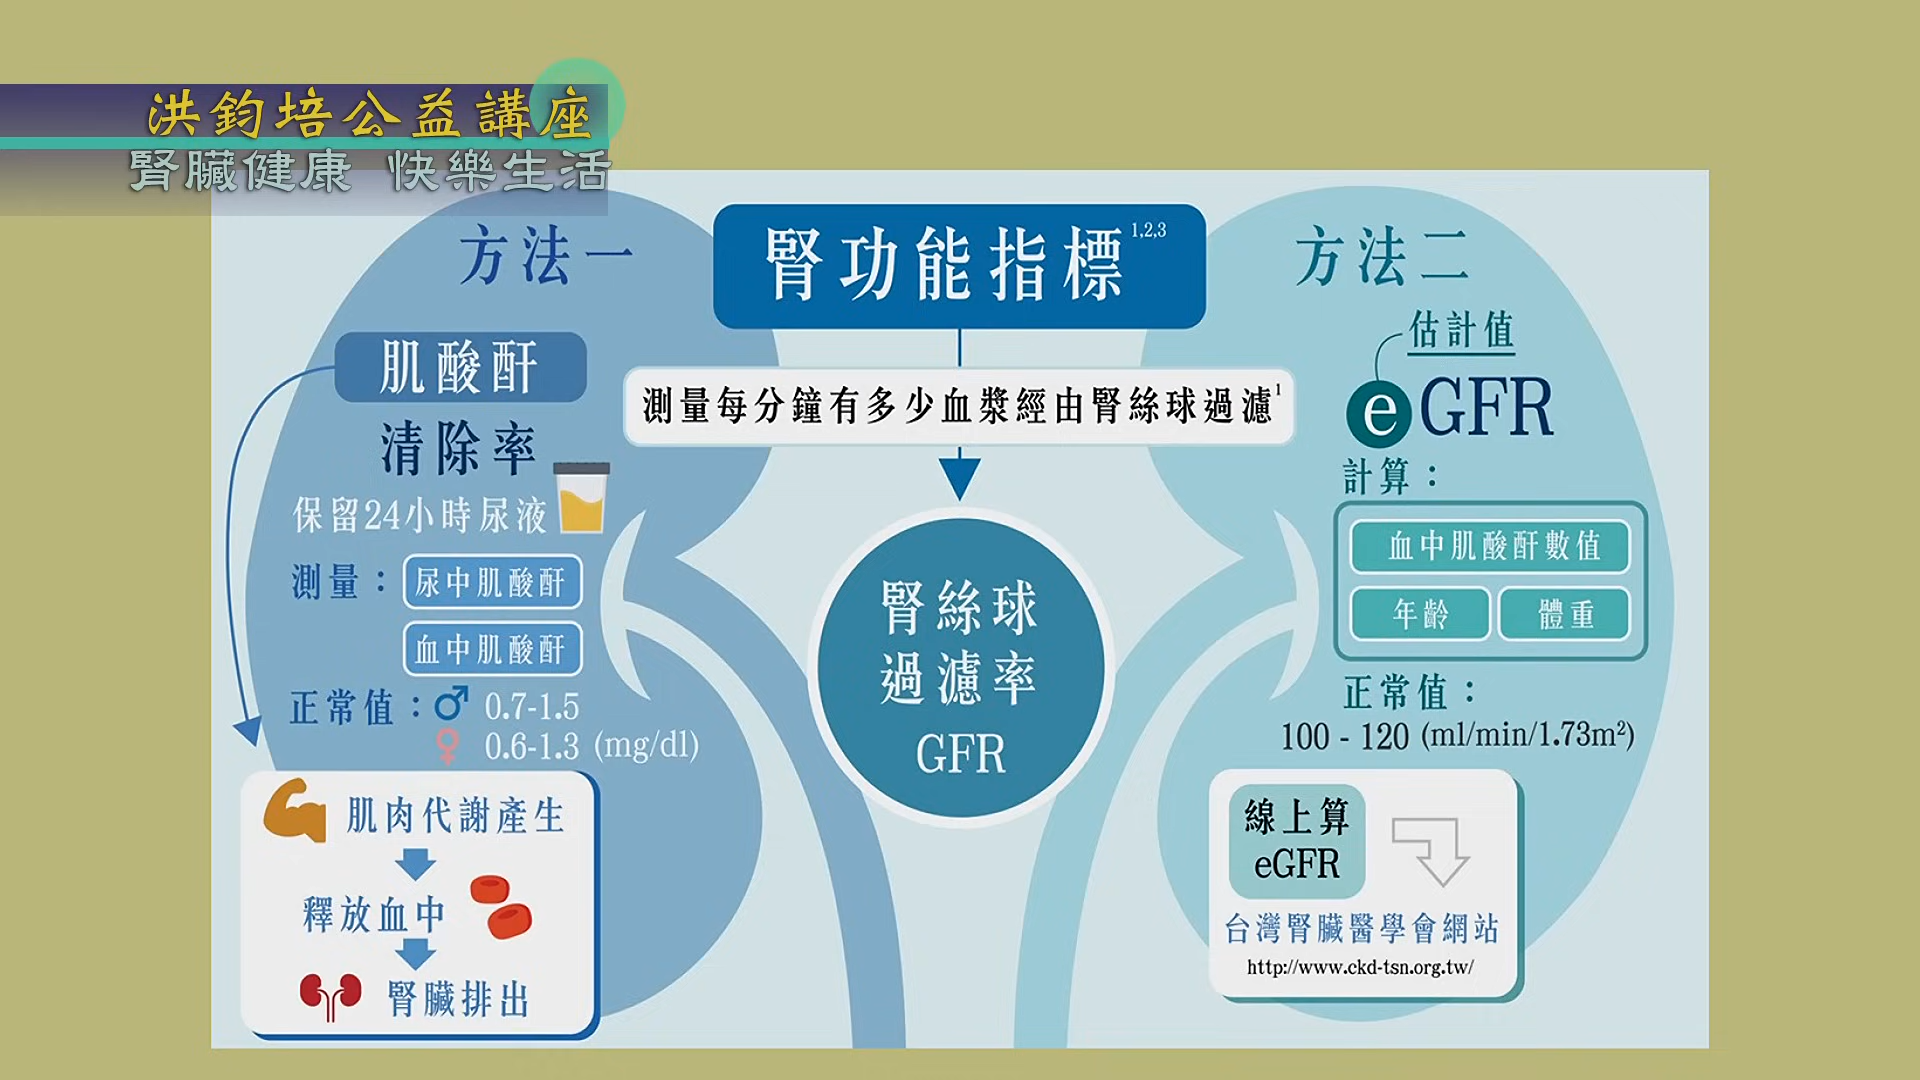 洪鈞培公益講座
腎臟健康 快樂生活
腎功能指標1,2,3
測量每分鐘有多少血漿經由腎絲球過濾1
腎絲球
過濾率
GFR
方法一
肌酸酐
清除率
保留24小時尿液
測量：尿中肌酸酐
血中肌酸酐
正常值：♂ 0.7-1.5
♀ 0.6-1.3 (mg/dl)
肌肉代謝產生
釋放血中
腎臟排出
方法二
估計值
eGFR
計算：
血中肌酸酐數值
年齡 體重
正常值：
100 - 120 (ml/min/1.73m²)
線上算
eGFR
台灣腎臟醫學會網站
http://www.ckd-tsn.org.tw/